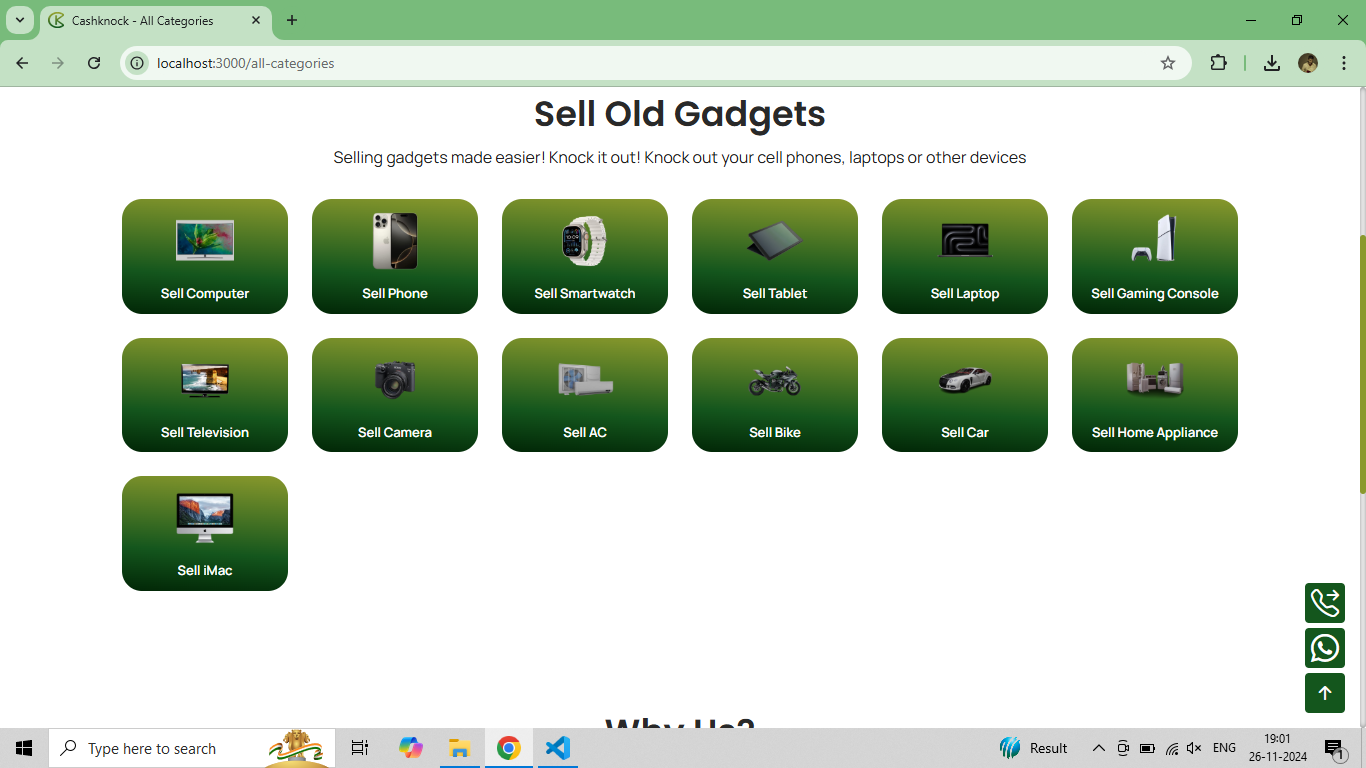 Cashknock - All Categories
localhost:3000/all-categories
Sell Old Gadgets
Selling gadgets made easier! Knock it out! Knock out your cell phones, laptops or other devices
Sell Computer
Sell Phone
Sell Smartwatch
Sell Tablet
Sell Laptop
Sell Gaming Console
Sell Television
Sell Camera
Sell AC
Sell Bike
Sell Car
Sell Home Appliance
Sell iMac
Why Us?
Type here to search
Result
ENG
19:01
26-11-2024
1